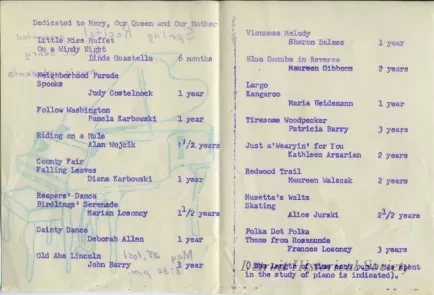 Dedicated to Mary, Our Queen and Our Mother
Little Miss Muffet
On a Windy Night
Linda Guastella 6 months
Neighborhood Parade
Spooks
Judy Costelnock 1 year
Follow Washington
Pamela Karbowski 1 year
Riding on a Mule
Alan Wojcik 1 1/2 years
County Fair
Falling Leaves
Diana Karbowski 1 year
Reapers' Dance
Birdlings' Serenade
Marian Losoncy 1 1/2 years
Dainty Dance
Deborah Allen 1 year
Old Abe Lincoln
John Barry 1 year
Viennese Melody
Sharon Balmes 1 year
Blue Danube in Reverse
Maureen Gibbons 2 years
Largo
Kangaroo
Maria Heidemann 1 year
Tiresome Woodpecker
Patricia Barry 3 years
Just a'Wearyin' for You
Kathleen Arzarian 2 years
Redwood Trail
Maureen Walczak 2 years
Musetta's Waltz
Skating
Alice Jurski 2 1/2 years
Polka Dot Polka
Theme from Rosamunde
Frances Losoncy 3 years
(The length of time each pupil has spent
in the study of piano is indicated).